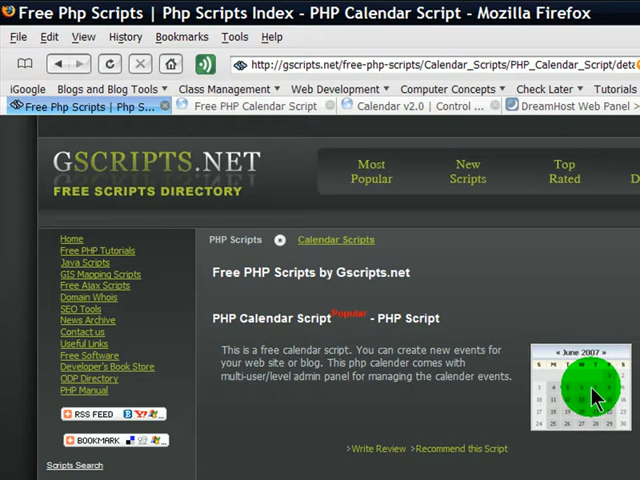 Free Php Scripts | Php Scripts Index - PHP Calendar Script - Mozilla Firefox
File Edit View History Bookmarks Tools Help
http://gscripts.net/free-php-scripts/Calendar_Scripts/PHP_Calendar_Script/deta
iGoogle Blogs and Blog Tools Class Management Web Development Computer Concepts Check Later Tutorials
Free Php Scripts | Php S... Free PHP Calendar Script Calendar v2.0 | Control ... DreamHost Web Panel >
GSCRIPTS.NET
FREE SCRIPTS DIRECTORY
Most Popular
New Scripts
Top Rated
D
PHP Scripts Calendar Scripts
Home
Free PHP Tutorials
Java Scripts
GIS Mapping Scripts
Free Ajax Scripts
Domain Whois
SEO Tools
News Archive
Contact us
Useful Links
Free Software
Developer's Book Store
ODP Directory
PHP Manual
RSS FEED
BOOKMARK
Scripts Search
Free PHP Scripts by Gscripts.net
PHP Calendar Script Popular - PHP Script
This is a free calendar script. You can create new events for
your web site or blog. This php calender comes with
multi-user/level admin panel for managing the calender events.
« June 2007 »
S M T W T F S
>Write Review >Recommend this Script